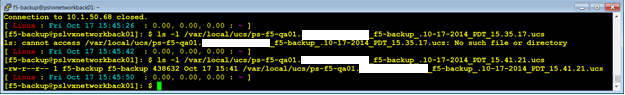 Connection to 10.1.50.68 closed.
[ Linux : Fri Oct 17 15:45:26 : 0.00, 0.00, 0.00 : ~ ]
[f5-backup@pslvxnetworkback01]: $ ls -l /var/local/ucs/ps-f5-qa01. _f5-backup_.10-17-2014_PDT_15.35.17.ucs
ls: cannot access /var/local/ucs/ps-f5-qa01. _f5-backup_.10-17-2014_PDT_15.35.17.ucs: No such file or directory
[ Linux : Fri Oct 17 15:45:42 : 0.00, 0.00, 0.00 : ~ ]
[f5-backup@pslvxnetworkback01]: $ ls -l /var/local/ucs/ps-f5-qa01. _f5-backup_.10-17-2014_PDT_15.41.21.ucs
-rw-r--r-- 1 f5-backup f5-backup 438632 Oct 17 15:41 /var/local/ucs/ps-f5-qa01. _f5-backup_.10-17-2014_PDT_15.41.21.ucs
[ Linux : Fri Oct 17 15:45:50 : 0.00, 0.00, 0.00 : ~ ]
[f5-backup@pslvxnetworkback01]: $